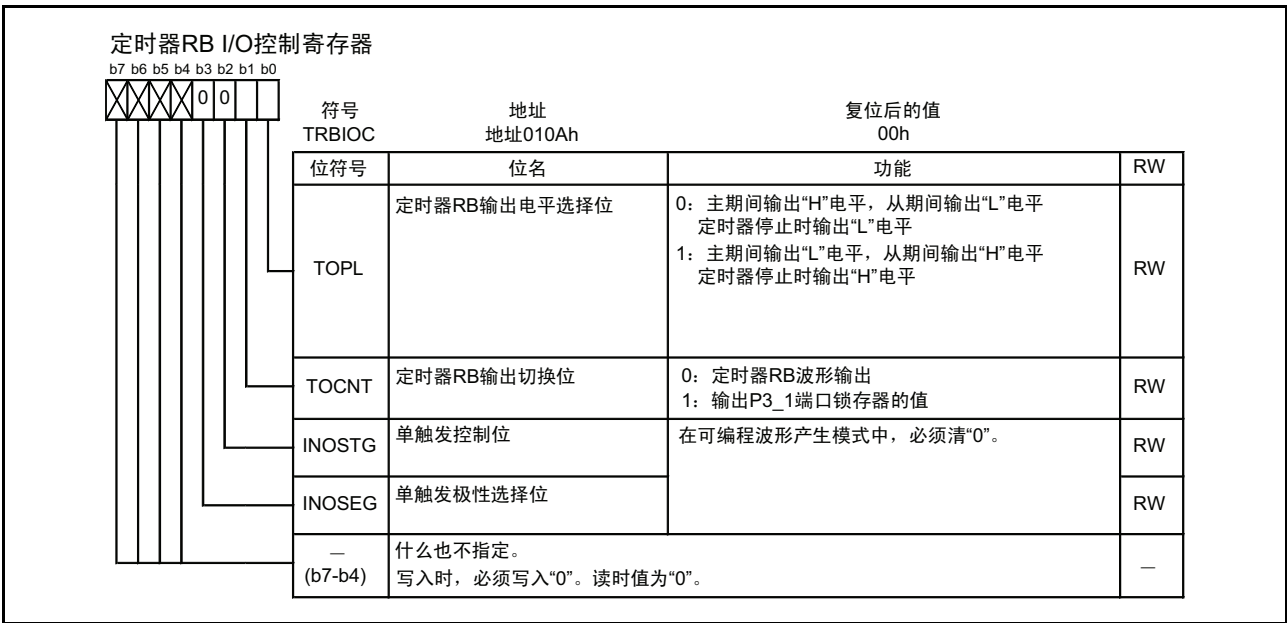 定时器RB I/O控制寄存器
b7 b6 b5 b4 b3 b2 b1 b0
0 0
符号 地址 复位后的值
TRBIOC 地址010Ah 00h
位符号 位名 功能 RW
TOPL 定时器RB输出电平选择位 0：主期间输出“H”电平，从期间输出“L”电平
定时器停止时输出“L”电平
1：主期间输出“L”电平，从期间输出“H”电平
定时器停止时输出“H”电平
RW
TOCNT 定时器RB输出切换位 0：定时器RB波形输出
1：输出P3_1端口锁存器的值
RW
INOSTG 单触发控制位 在可编程波形产生模式中，必须清“0”。 RW
INOSEG 单触发极性选择位 RW
—
(b7-b4)
什么也不指定。
写入时，必须写入“0”。读时值为“0”。
—